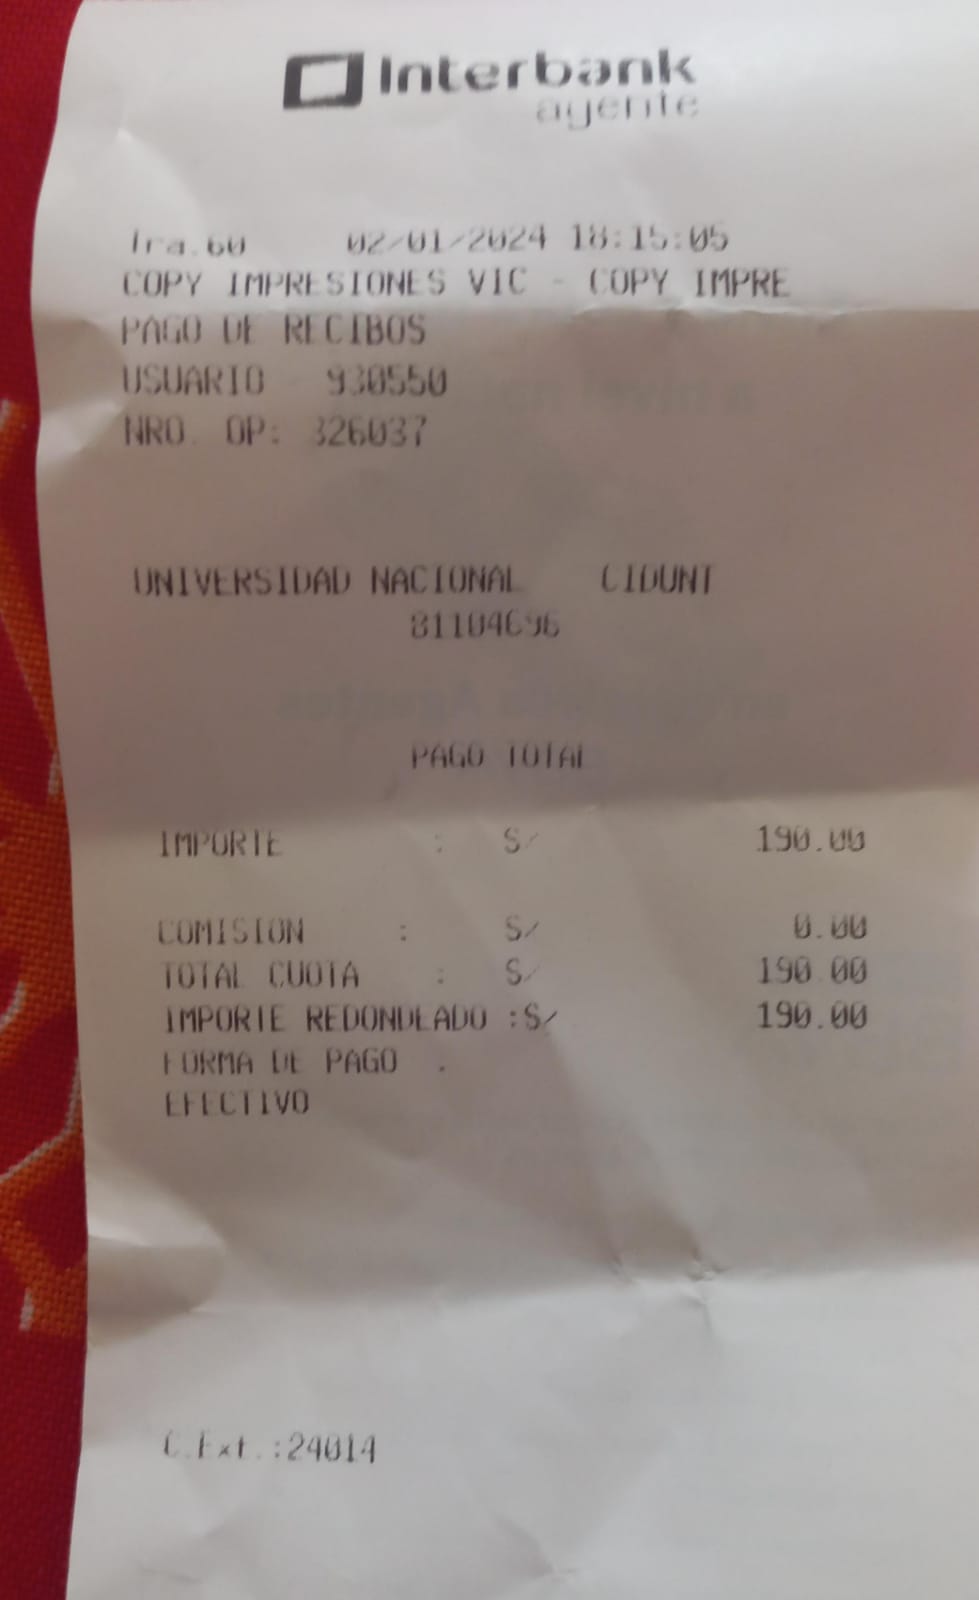 Interbank
agente
Tra.60 02/01/2024 18:15:05
COPY IMPRESIONES VIC - COPY IMPRE
PAGO DE RECIBOS
USUARIO 930550
NRO. OP: 326037
UNIVERSIDAD NACIONAL CIDUNT
81104696
PAGO TOTAL
IMPORTE : S/ 190.00
COMISION : S/ 0.00
TOTAL CUOTA : S/ 190.00
IMPORTE REDONDEADO :S/ 190.00
FORMA DE PAGO :
EFECTIVO
C.Ext.:24014